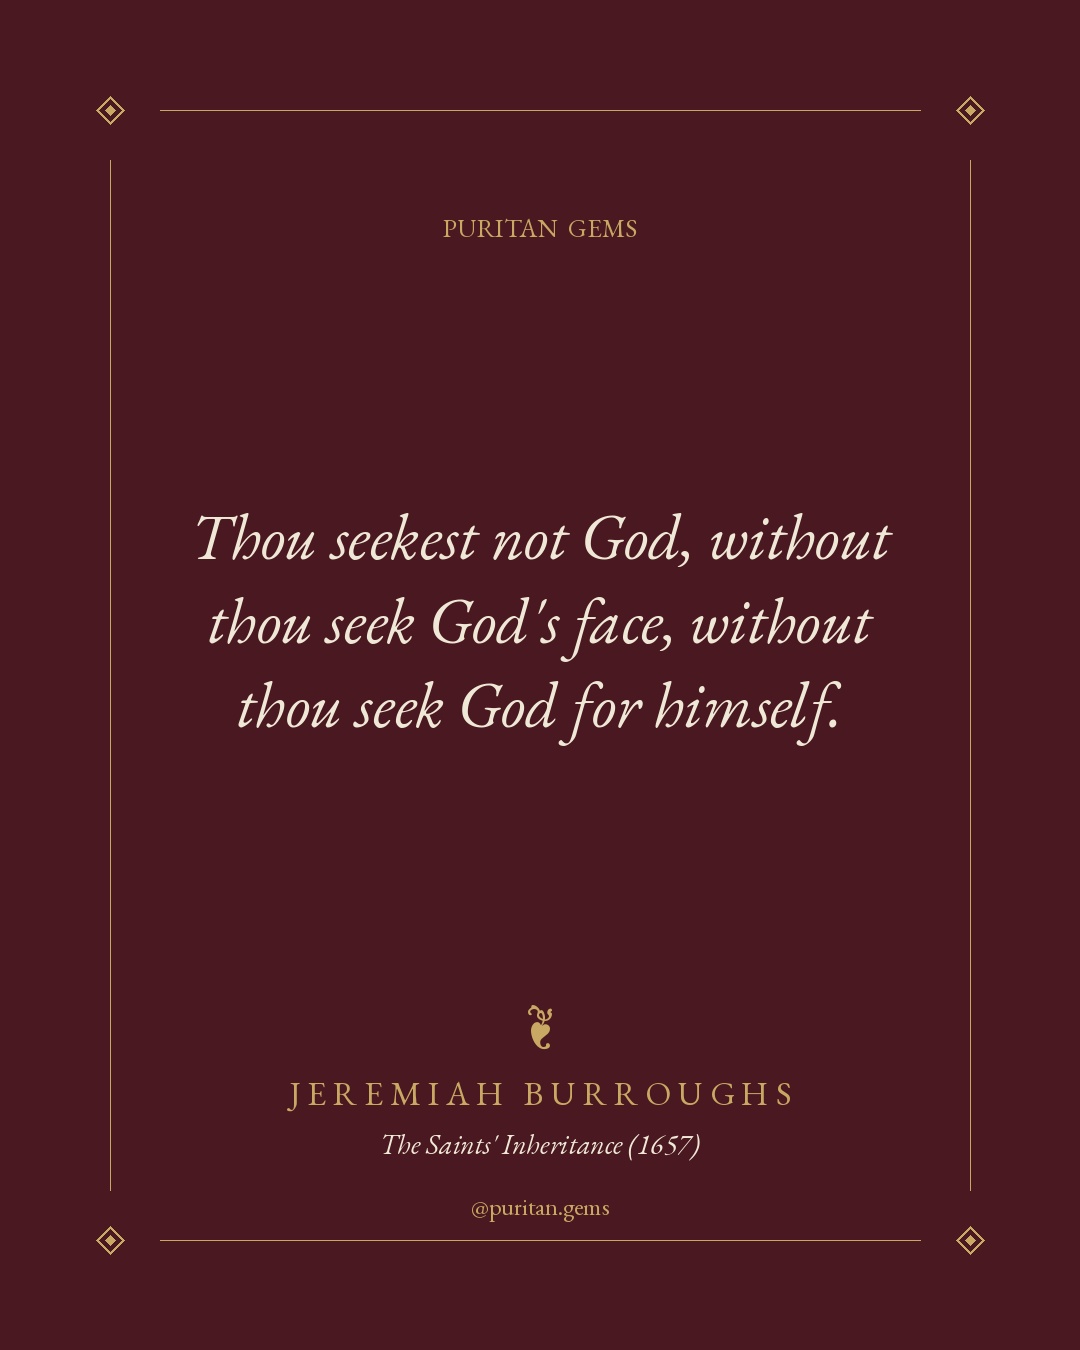 PURITAN GEMS
Thou seekest not God, without
thou seek God's face, without
thou seek God for himself.
JEREMIAH BURROUGHS
The Saints' Inheritance (1657)
@puritan.gems